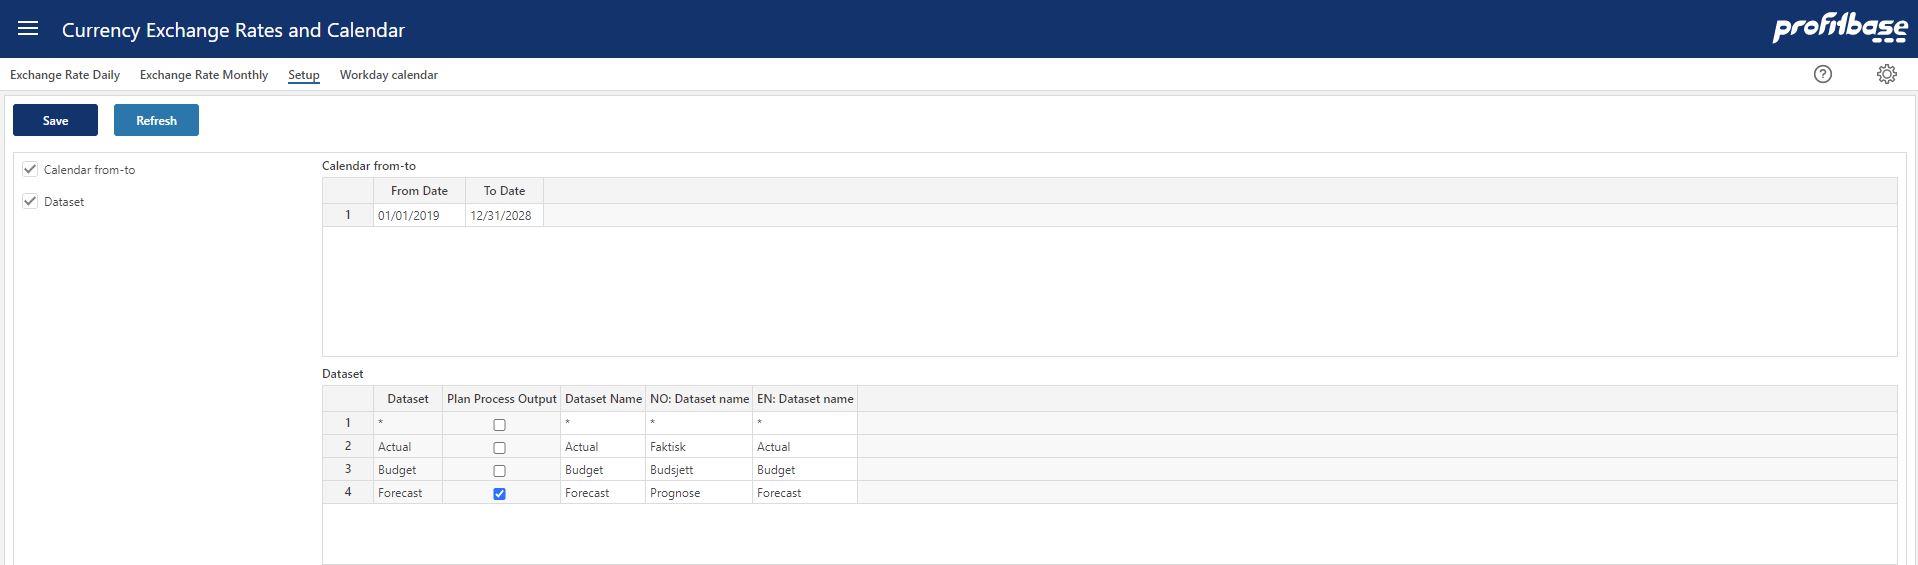 Currency Exchange Rates and Calendar
profitbase
Exchange Rate Daily Exchange Rate Monthly Setup Workday calendar
Save Refresh
Calendar from-to
Dataset
Calendar from-to
From Date To Date
1 01/01/2019 12/31/2028
Dataset
Dataset Plan Process Output Dataset Name NO: Dataset name EN: Dataset name
1 * * * *
2 Actual Actual Faktisk Actual
3 Budget Budget Budsjett Budget
4 Forecast Forecast Prognose Forecast